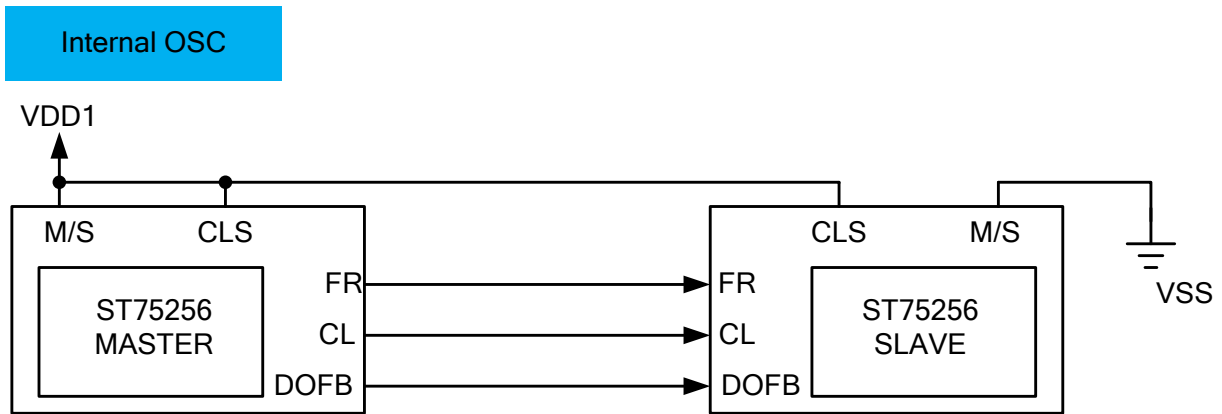 Internal OSC
VDD1
M/S CLS CLS M/S
FR FR
VSS
ST75256 ST75256
CL CL
MASTER SLAVE
DOFB DOFB